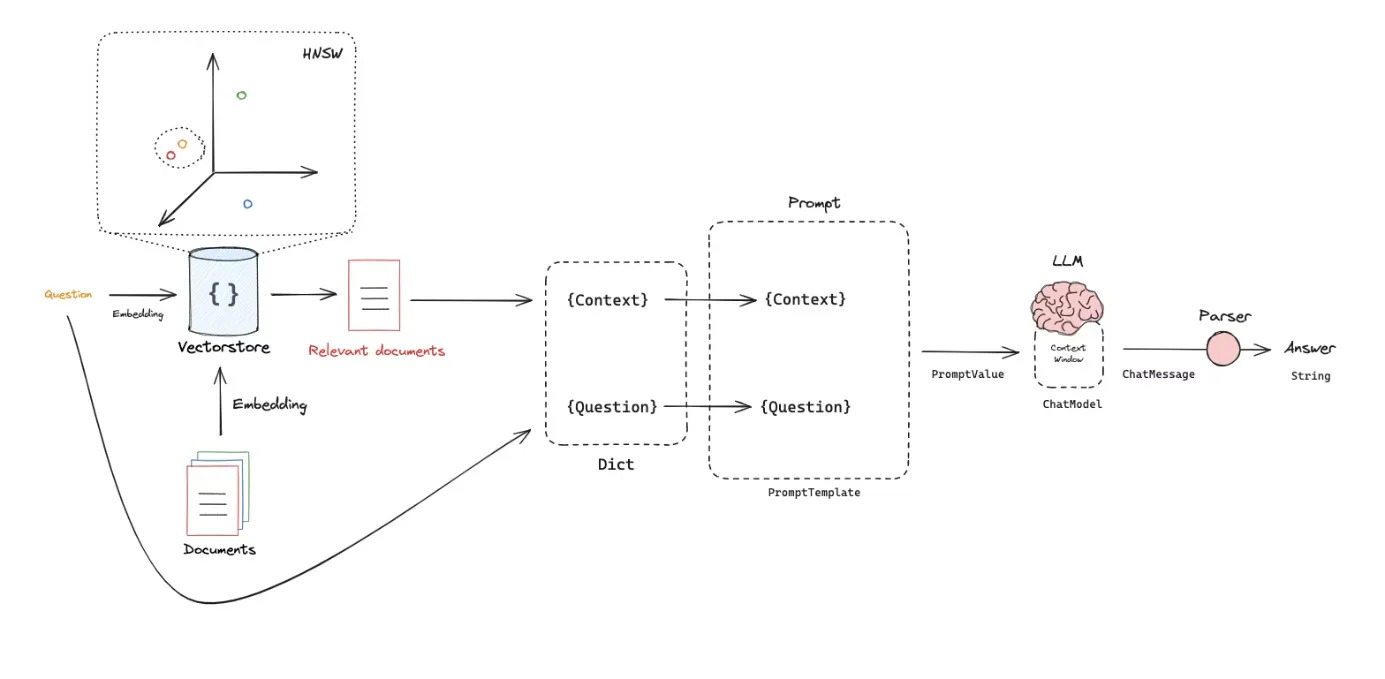 HNSW
Question
Embedding
{}
Vectorstore
Relevant documents
Embedding
Documents
{Context}
{Question}
Dict
Prompt
{Context}
{Question}
PromptTemplate
PromptValue
LLM
Context
Window
ChatModel
ChatMessage
Parser
Answer
String